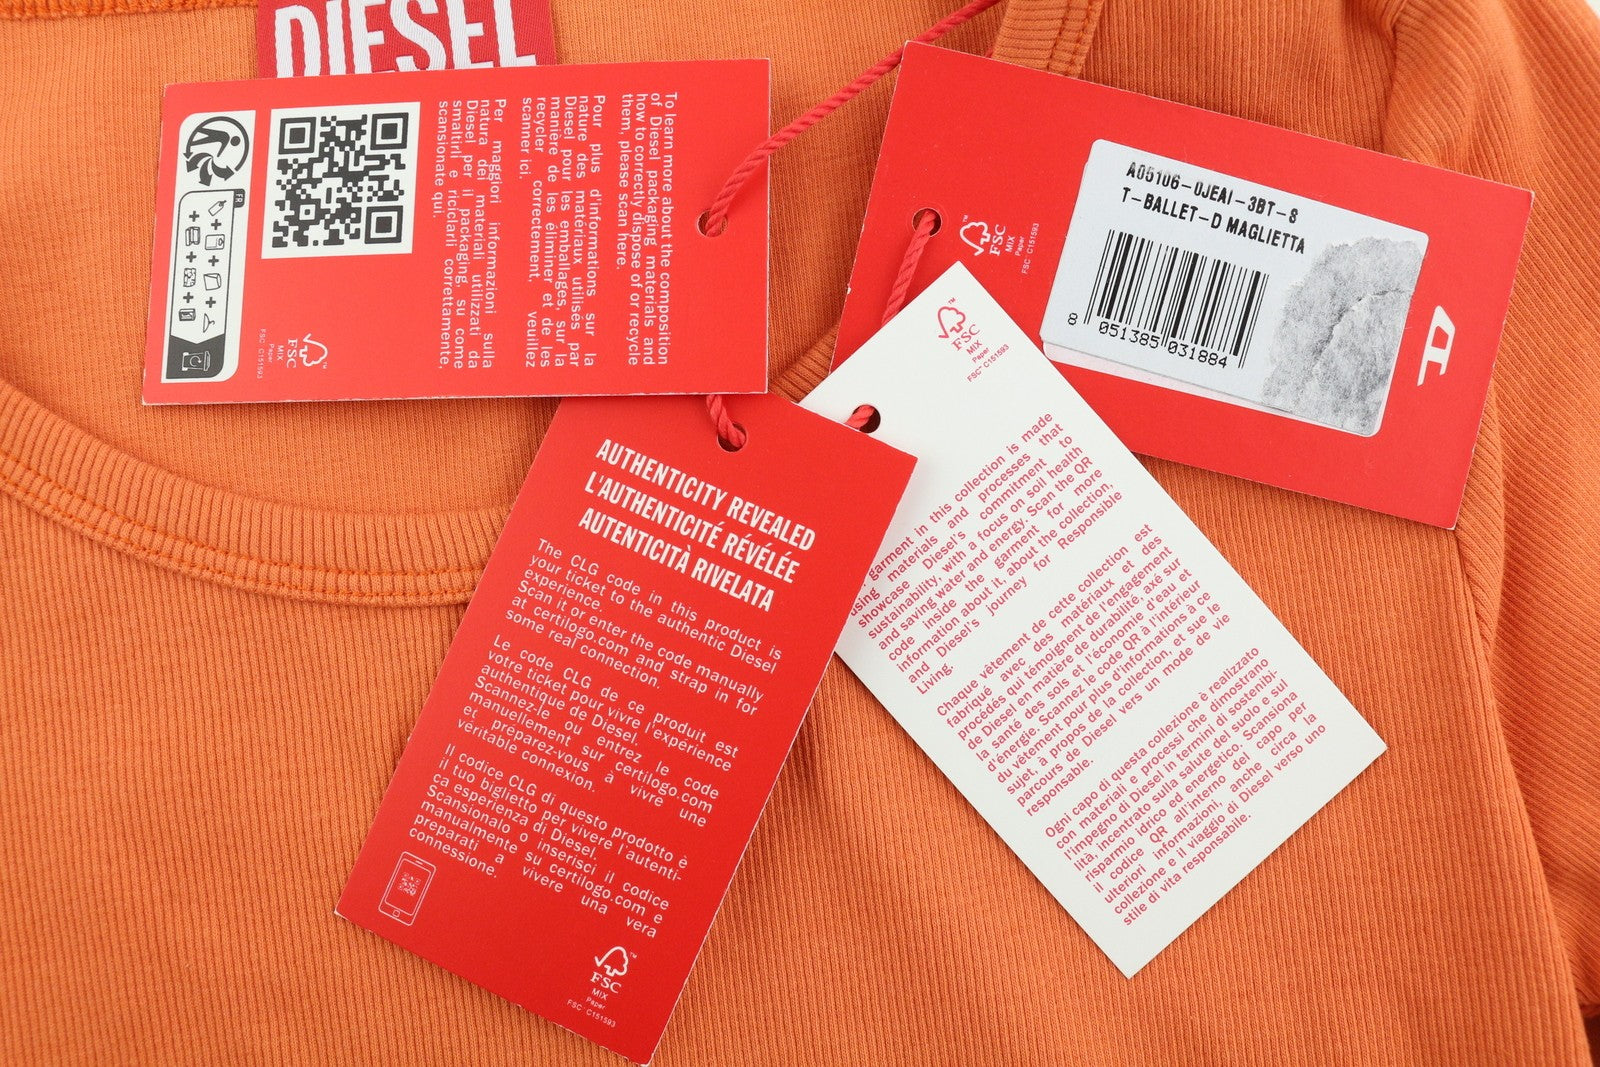 DIESEL
To learn more about the composition
of Diesel packaging materials and
how to correctly dispose of or recycle
them, please scan here.
Pour plus d'informations sur la
nature des matériaux utilisés par
Diesel pour les emballages, sur la
manière de les éliminer et de les
recycler correctement, veuillez
scanner ici.
Per maggiori informazioni sulla
natura dei materiali utilizzati da
Diesel per il packaging, su come
smaltirli e riciclarli correttamente,
scansionate qui.
FR
FSC
MIX
Paper
FSC™ C151593
A05106-0JEAI-3BT-S
T-BALLET-D MAGLIETTA
8 051385 031884
FSC™
MIX
Paper
FSC™ C151593
D
AUTHENTICITY REVEALED
L'AUTHENTICITÉ RÉVÉLÉE
AUTENTICITÀ RIVELATA
The CLG code in this product is
your ticket to the authentic Diesel
experience.
Scan it or enter the code manually
at certilogo.com and strap in for
some real connection.
Le code CLG de ce produit est
votre ticket pour vivre l'expérience
authentique de Diesel.
Scannez-le ou entrez le code
manuellement sur certilogo.com
et préparez-vous à vivre une
véritable connexion.
Il codice CLG di questo prodotto è
il tuo biglietto per vivere l'autenti-
ca esperienza di Diesel.
Scansionalo o inserisci il codice
manualmente su certilogo.com e
preparati a vivere una vera
connessione.
FSC™
MIX
Paper
FSC™ C151593
FSC™
MIX
Paper
FSC™ C151593
garment in this collection is made
using materials and processes that
showcase Diesel's commitment to
sustainability, with a focus on soil health
and saving water and energy. Scan the QR
code inside the garment for more
information about it, about the collection,
and Diesel's journey for Responsible
Living.
Chaque vêtement de cette collection est
fabriqué avec des matériaux et des
procédés qui témoignent de l'engagement
de Diesel en matière de durabilité, axé sur
la santé des sols et l'économie d'eau et
d'énergie. Scannez le code QR à l'intérieur
du vêtement pour plus d'informations à ce
sujet, à propos de la collection, et sur le
parcours de Diesel vers un mode de vie
responsable.
Ogni capo di questa collezione è realizzato
con materiali e processi che dimostrano
l'impegno di Diesel in termini di sostenibi-
lità, incentrato sulla salute del suolo e sul
risparmio idrico ed energetico. Scansiona
il codice QR all'interno del capo per
ulteriori informazioni, anche circa la
collezione e il viaggio di Diesel verso uno
stile di vita responsabile.